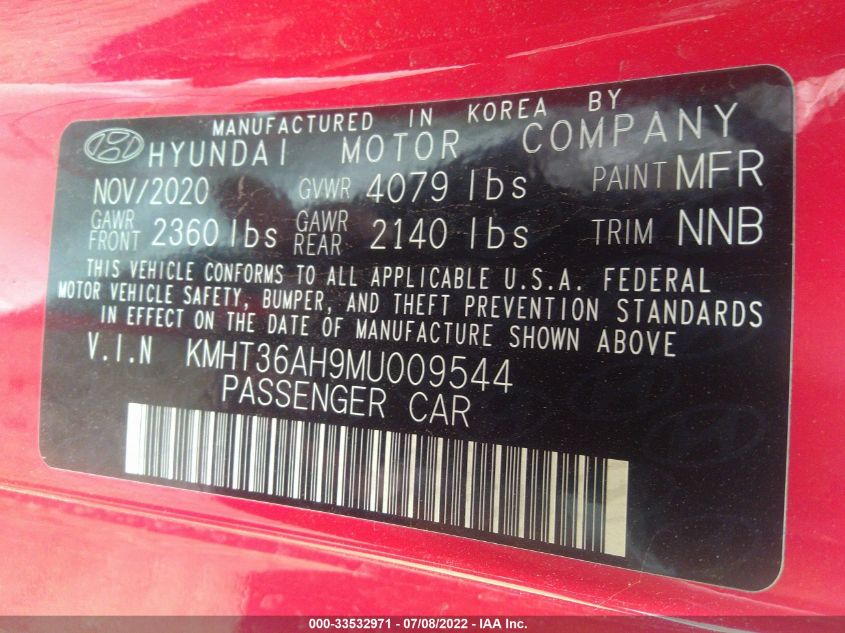 MANUFACTURED IN KOREA BY
HYUNDAI MOTOR COMPANY
NOV/2020 GVWR 4079 lbs PAINT MFR
GAWR FRONT 2360 lbs GAWR REAR 2140 lbs TRIM NNB
THIS VEHICLE CONFORMS TO ALL APPLICABLE U.S.A. FEDERAL
MOTOR VEHICLE SAFETY, BUMPER, AND THEFT PREVENTION STANDARDS
IN EFFECT ON THE DATE OF MANUFACTURE SHOWN ABOVE
V.I.N KMHT36AH9MU009544
PASSENGER CAR
000-33532971 - 07/08/2022 - IAA Inc.